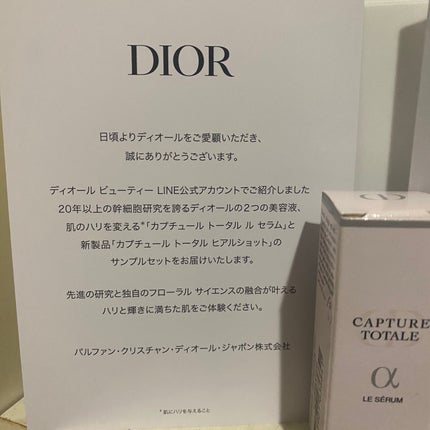 DIOR
日頃よりディオールをご愛顧いただき、
誠にありがとうございます。
ディオール ビューティー LINE公式アカウントでご紹介しました
20年以上の幹細胞研究を誇るディオールの2つの美容液、
肌のハリを変える*「カプチュール トータル ル セラム」と
新製品「カプチュール トータル ヒアルショット」の
サンプルセットをお届けいたします。
先進の研究と独自のフローラル サイエンスの融合が叶える
ハリと輝きに満ちた肌をご体験ください。
パルファン・クリスチャン・ディオール・ジャポン株式会社
*肌にハリを与えること
CAPTURE
TOTALE
α
LE SÉRUM